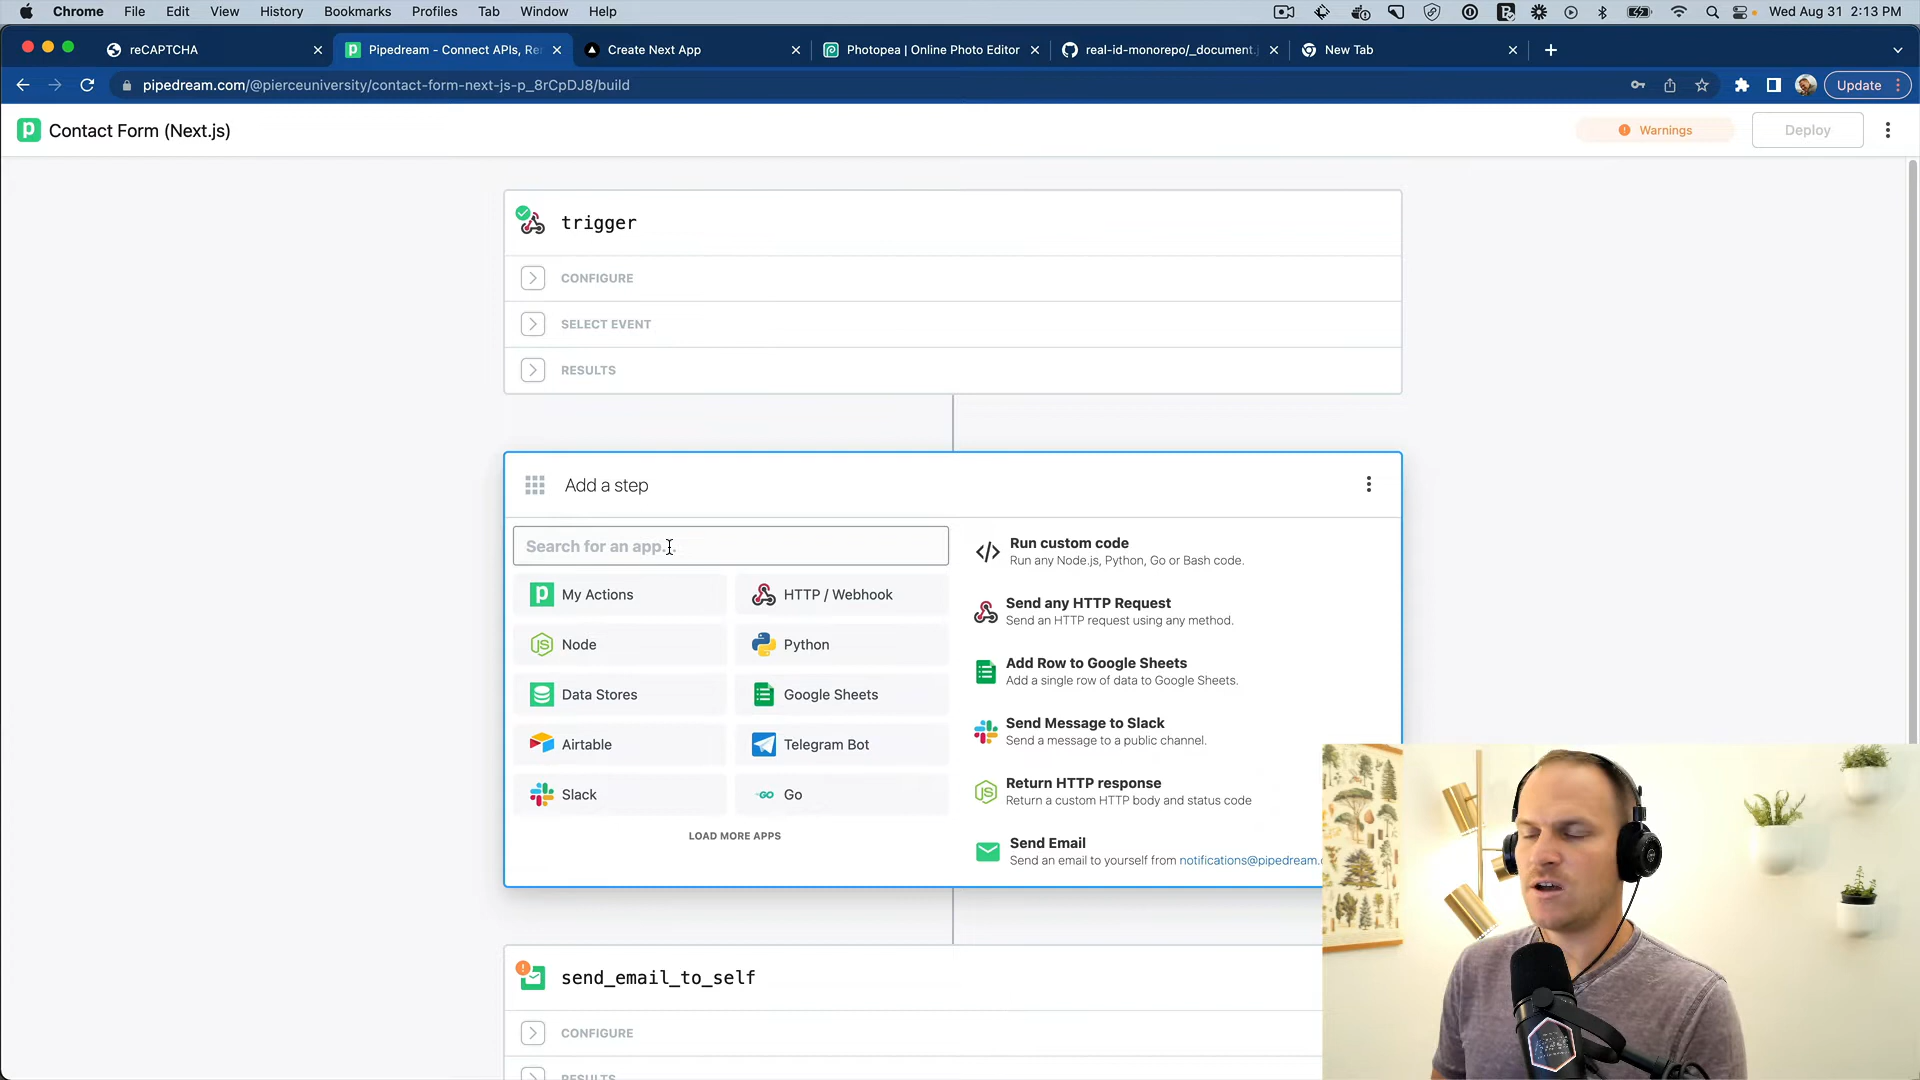 Chrome File Edit View History Bookmarks Profiles Tab Window Help Wed Aug 31 2:13 PM
reCAPTCHA
Pipedream - Connect APIs, Re
Create Next App
Photopea | Online Photo Editor
real-id-monorepo/_document.
New Tab
pipedream.com/@pierceuniversity/contact-form-next-js-p_8rCpDJ8/build
Update
Contact Form (Next.js)
Warnings
Deploy
trigger
CONFIGURE
SELECT EVENT
RESULTS
Add a step
Search for an app...
My Actions
HTTP / Webhook
Node
Python
Data Stores
Google Sheets
Airtable
Telegram Bot
Slack
Go
LOAD MORE APPS
Run custom code
Run any Node.js, Python, Go or Bash code.
Send any HTTP Request
Send an HTTP request using any method.
Add Row to Google Sheets
Add a single row of data to Google Sheets.
Send Message to Slack
Send a message to a public channel.
Return HTTP response
Return a custom HTTP body and status code
Send Email
Send an email to yourself from notifications@pipedream.c
send_email_to_self
CONFIGURE
RESULTS